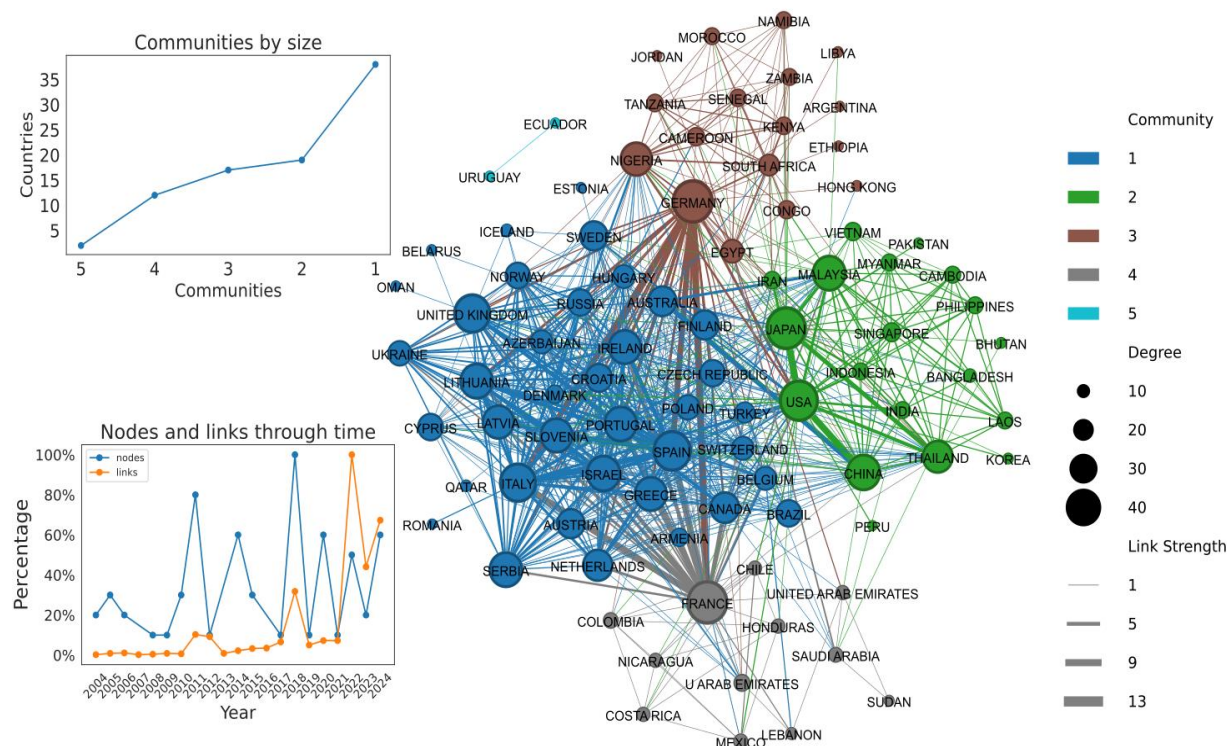 Communities by size
Countries
35
30
25
20
15
10
5
5 4 3 2 1
Communities
Nodes and links through time
nodes
links
Percentage
100%
80%
60%
40%
20%
0%
2004 2005 2006 2007 2008 2009 2010 2011 2012 2013 2014 2015 2016 2017 2018 2019 2020 2021 2022 2023 2024
Year
NAMIBIA
MOROCCO
LIBYA
JORDAN
ZAMBIA
SENEGAL
TANZANIA
ARGENTINA
ECUADOR
KENYA
CAMEROON
ETHIOPIA
NIGERIA
SOUTH AFRICA
URUGUAY
ESTONIA
HONG KONG
GERMANY
CONGO
ICELAND
SWEDEN
VIETNAM
PAKISTAN
BELARUS
EGYPT
MYANMAR
NORWAY
HUNGARY
IRAN
MALAYSIA
CAMBODIA
OMAN
RUSSIA
AUSTRALIA
PHILIPPINES
UNITED KINGDOM
FINLAND
JAPAN
SINGAPORE
AZERBAIJAN
IRELAND
BHUTAN
UKRAINE
CZECH REPUBLIC
INDONESIA
BANGLADESH
LITHUANIA
CROATIA
DENMARK
USA
POLAND
TURKEY
INDIA
LAOS
CYPRUS
LATVIA
SLOVENIA
PORTUGAL
SPAIN
SWITZERLAND
THAILAND
KOREA
ISRAEL
BELGIUM
CHINA
QATAR
ITALY
GREECE
CANADA
BRAZIL
ROMANIA
AUSTRIA
PERU
ARMENIA
SERBIA
NETHERLANDS
CHILE
FRANCE
UNITED ARAB EMIRATES
COLOMBIA
HONDURAS
NICARAGUA
SAUDI ARABIA
U ARAB EMIRATES
SUDAN
COSTA RICA
LEBANON
MEXICO
Community
1
2
3
4
5
Degree
10
20
30
40
Link Strength
1
5
9
13